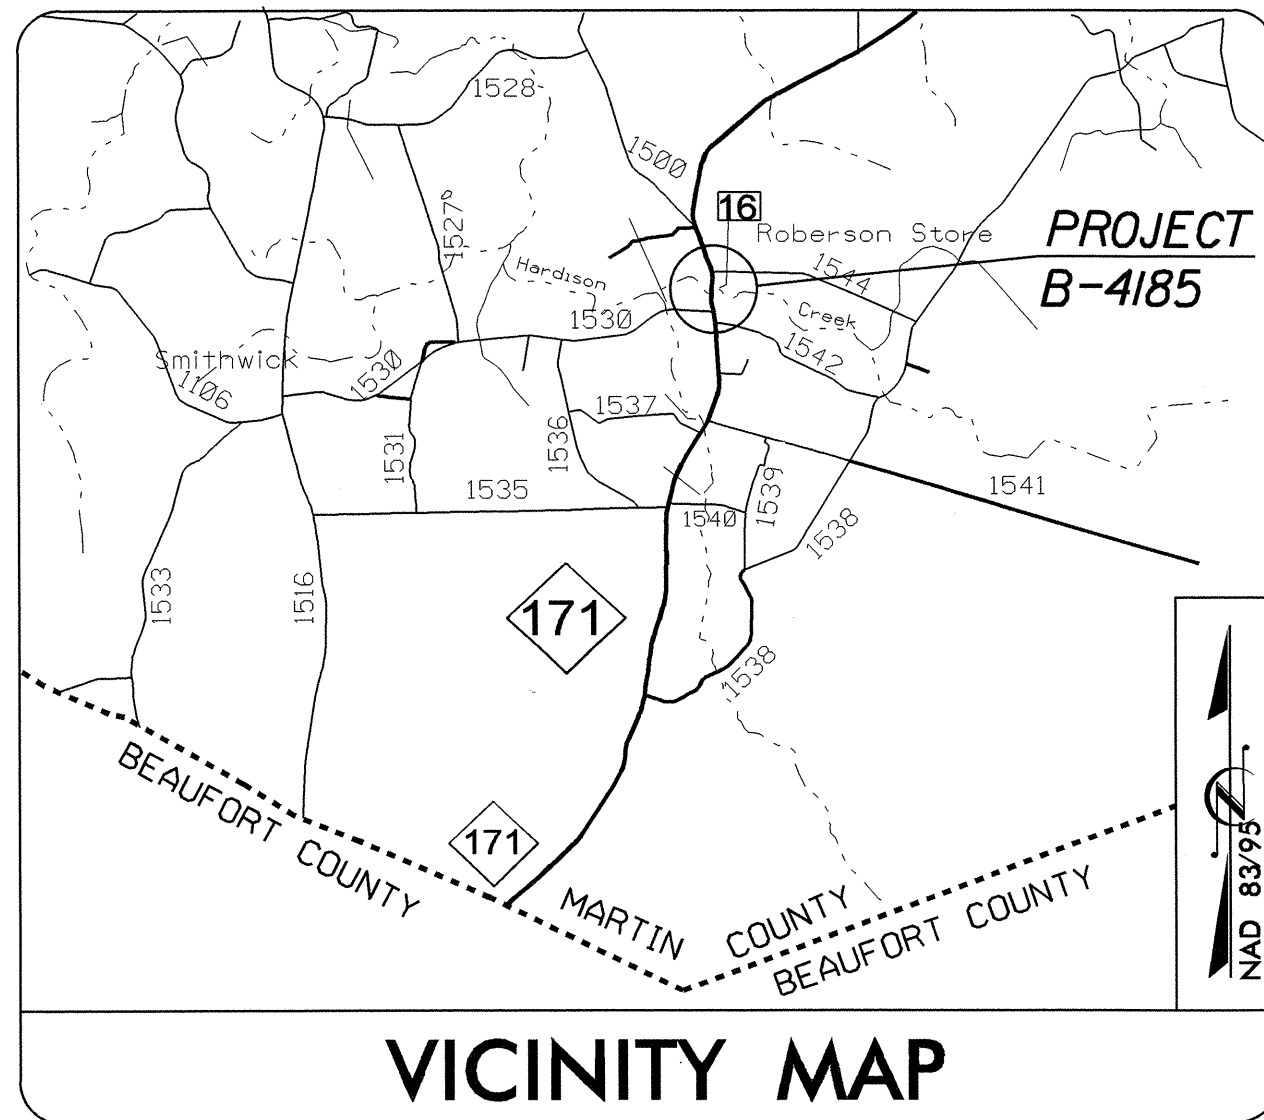 1528
1500
16
1527
Roberson Store
PROJECT
B-4185
Hardison
1544
1530
Creek
1542
Smithwick
1530
1106
1537
1536
1531
1535
1539
1541
1540
1538
1533
1516
171
1538
BEAUFORT COUNTY
171
MARTIN COUNTY
BEAUFORT COUNTY
NAD 83/95
VICINITY MAP